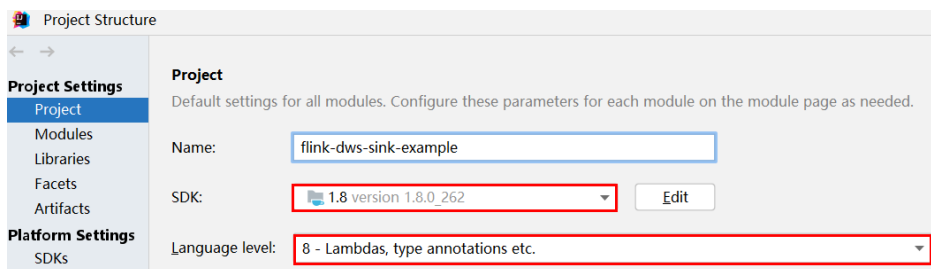 Project Structure
Project Settings
Project
Modules
Libraries
Facets
Artifacts
Platform Settings
SDKs
Project
Default settings for all modules. Configure these parameters for each module on the module page as needed.
Name: flink-dws-sink-example
SDK: 1.8 version 1.8.0_262 Edit
Language level: 8 - Lambdas, type annotations etc.